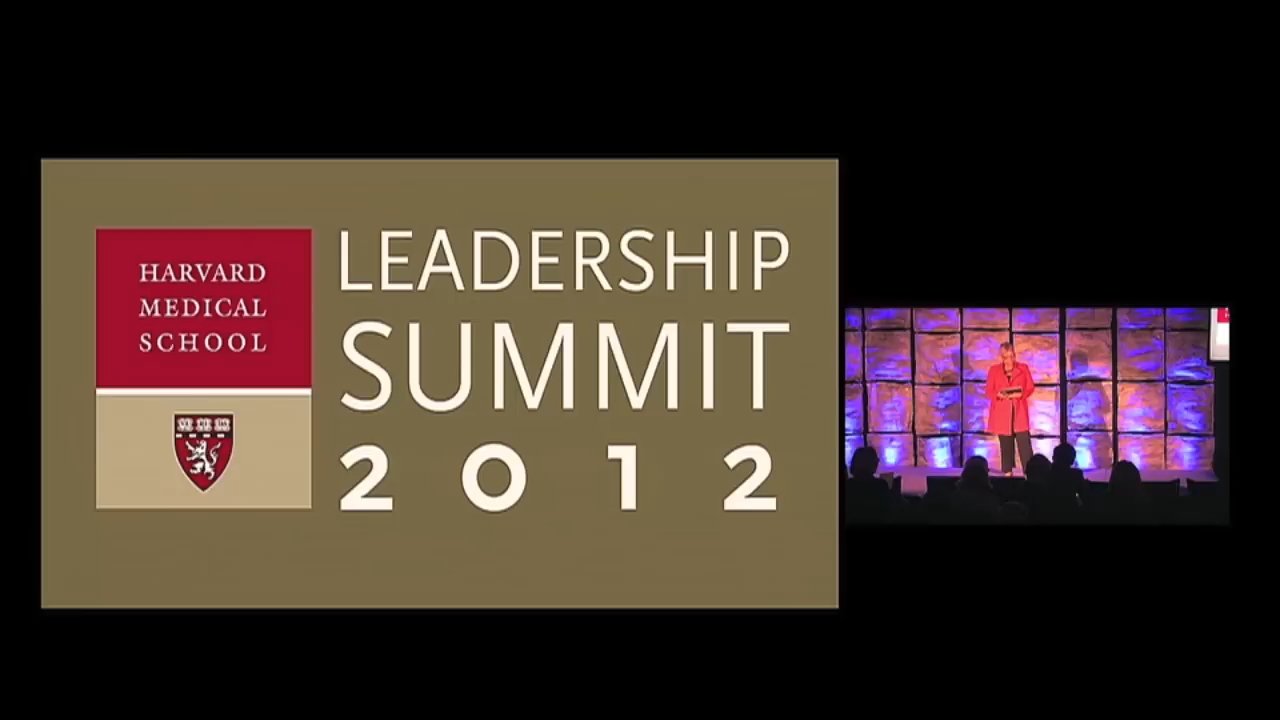 HARVARD
MEDICAL
SCHOOL
LEADERSHIP
SUMMIT
2012